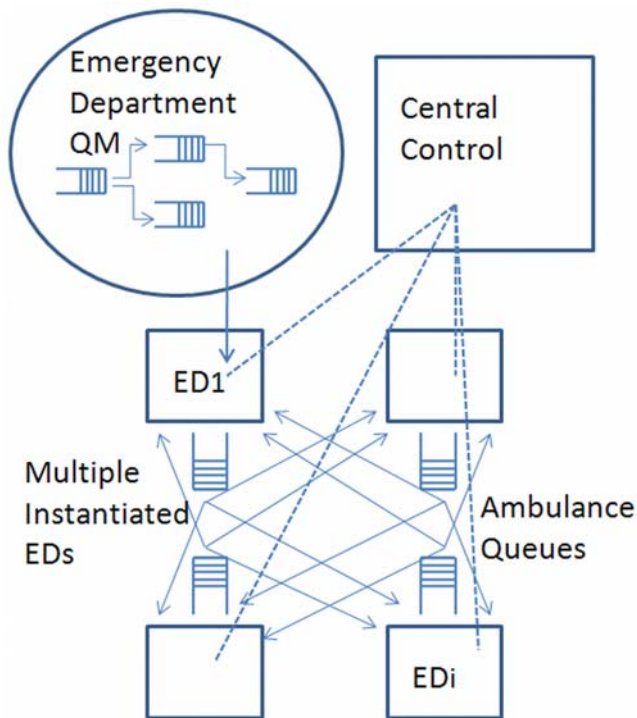 Emergency
Department
QM
Central
Control
ED1
Multiple
Instantiated
EDs
Ambulance
Queues
EDi